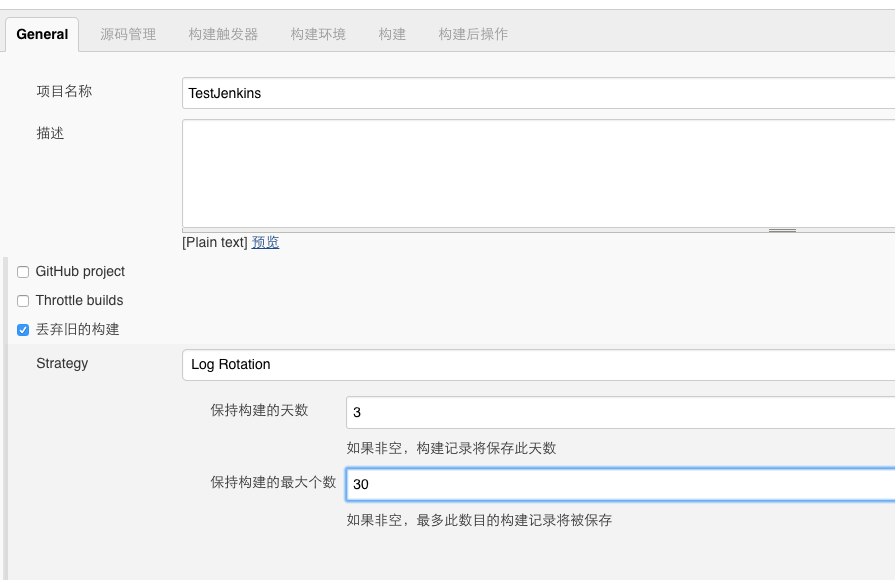 General 源码管理 构建触发器 构建环境 构建 构建后操作
项目名称 TestJenkins
描述
[Plain text] 预览
GitHub project
Throttle builds
丢弃旧的构建
Strategy Log Rotation
保持构建的天数 3
如果非空，构建记录将保存此天数
保持构建的最大个数 30
如果非空，最多此数目的构建记录将被保存